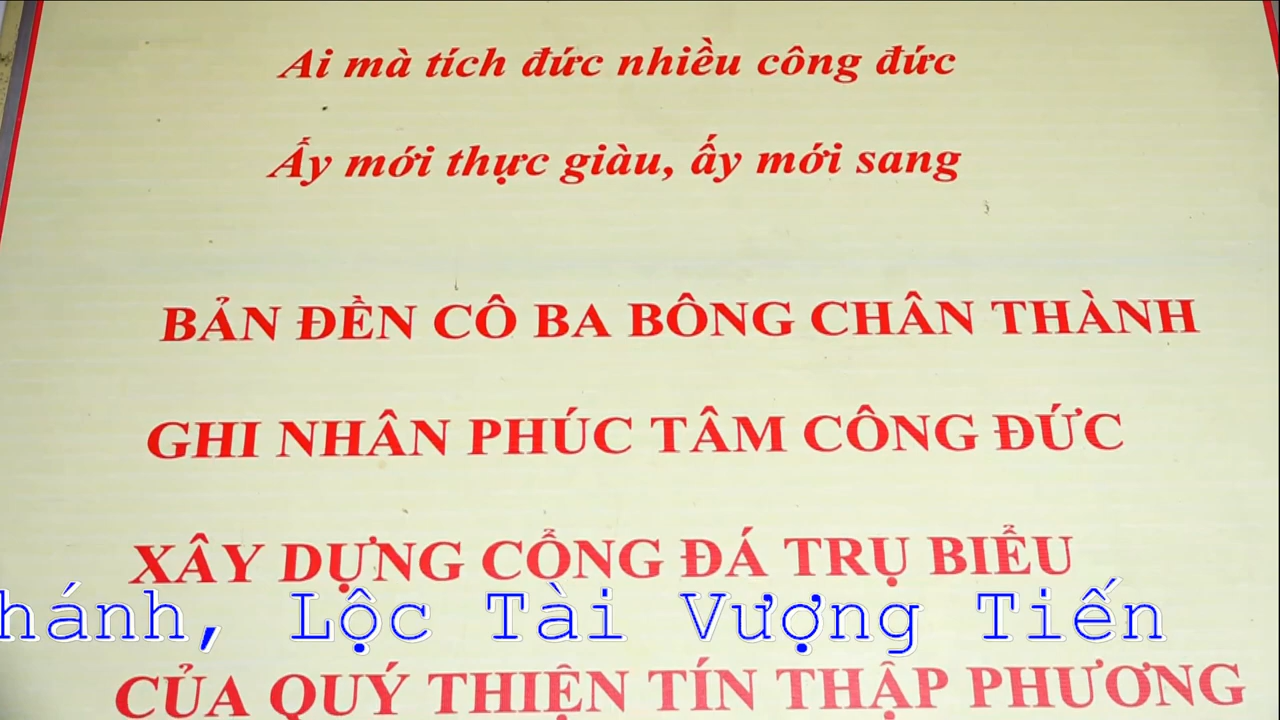 Ai mà tích đức nhiều công đức
Ẩy mới thực giàu, ấy mới sang
BẢN ĐỀN CÔ BA BÔNG CHÂN THÀNH
GHI NHÂN PHÚC TÂM CÔNG ĐỨC
XÂY DỰNG CỔNG ĐÁ TRỤ BIỂU
hánh, Lộc Tài Vượng Tiến
CỦA QUÝ THIỆN TÍN THẬP PHƯƠNG